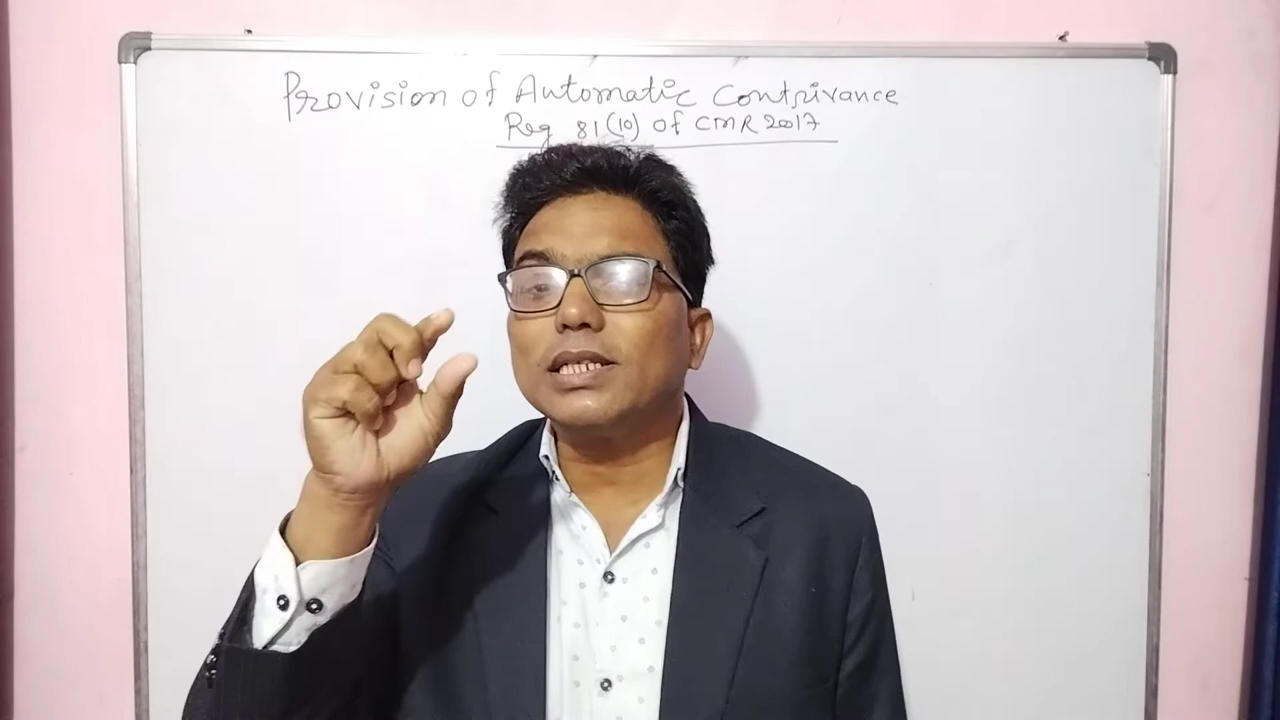 Provision of Automatic Contrivance
Reg 81(10) of CMR 2017